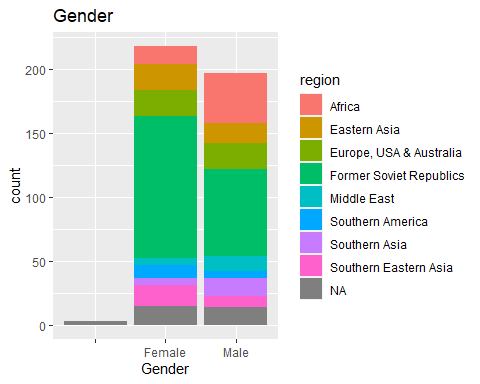 Gender
count
200
150
100
50
0
Female
Male
Gender
region
Africa
Eastern Asia
Europe, USA & Australia
Former Soviet Republics
Middle East
Southern America
Southern Asia
Southern Eastern Asia
NA